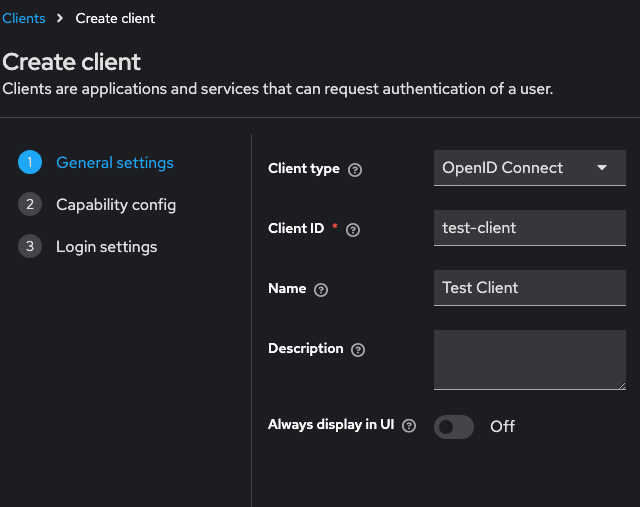 Clients > Create client
Create client
Clients are applications and services that can request authentication of a user.
1 General settings
2 Capability config
3 Login settings
Client type ? OpenID Connect
Client ID * ? test-client
Name ? Test Client
Description ?
Always display in UI ? Off